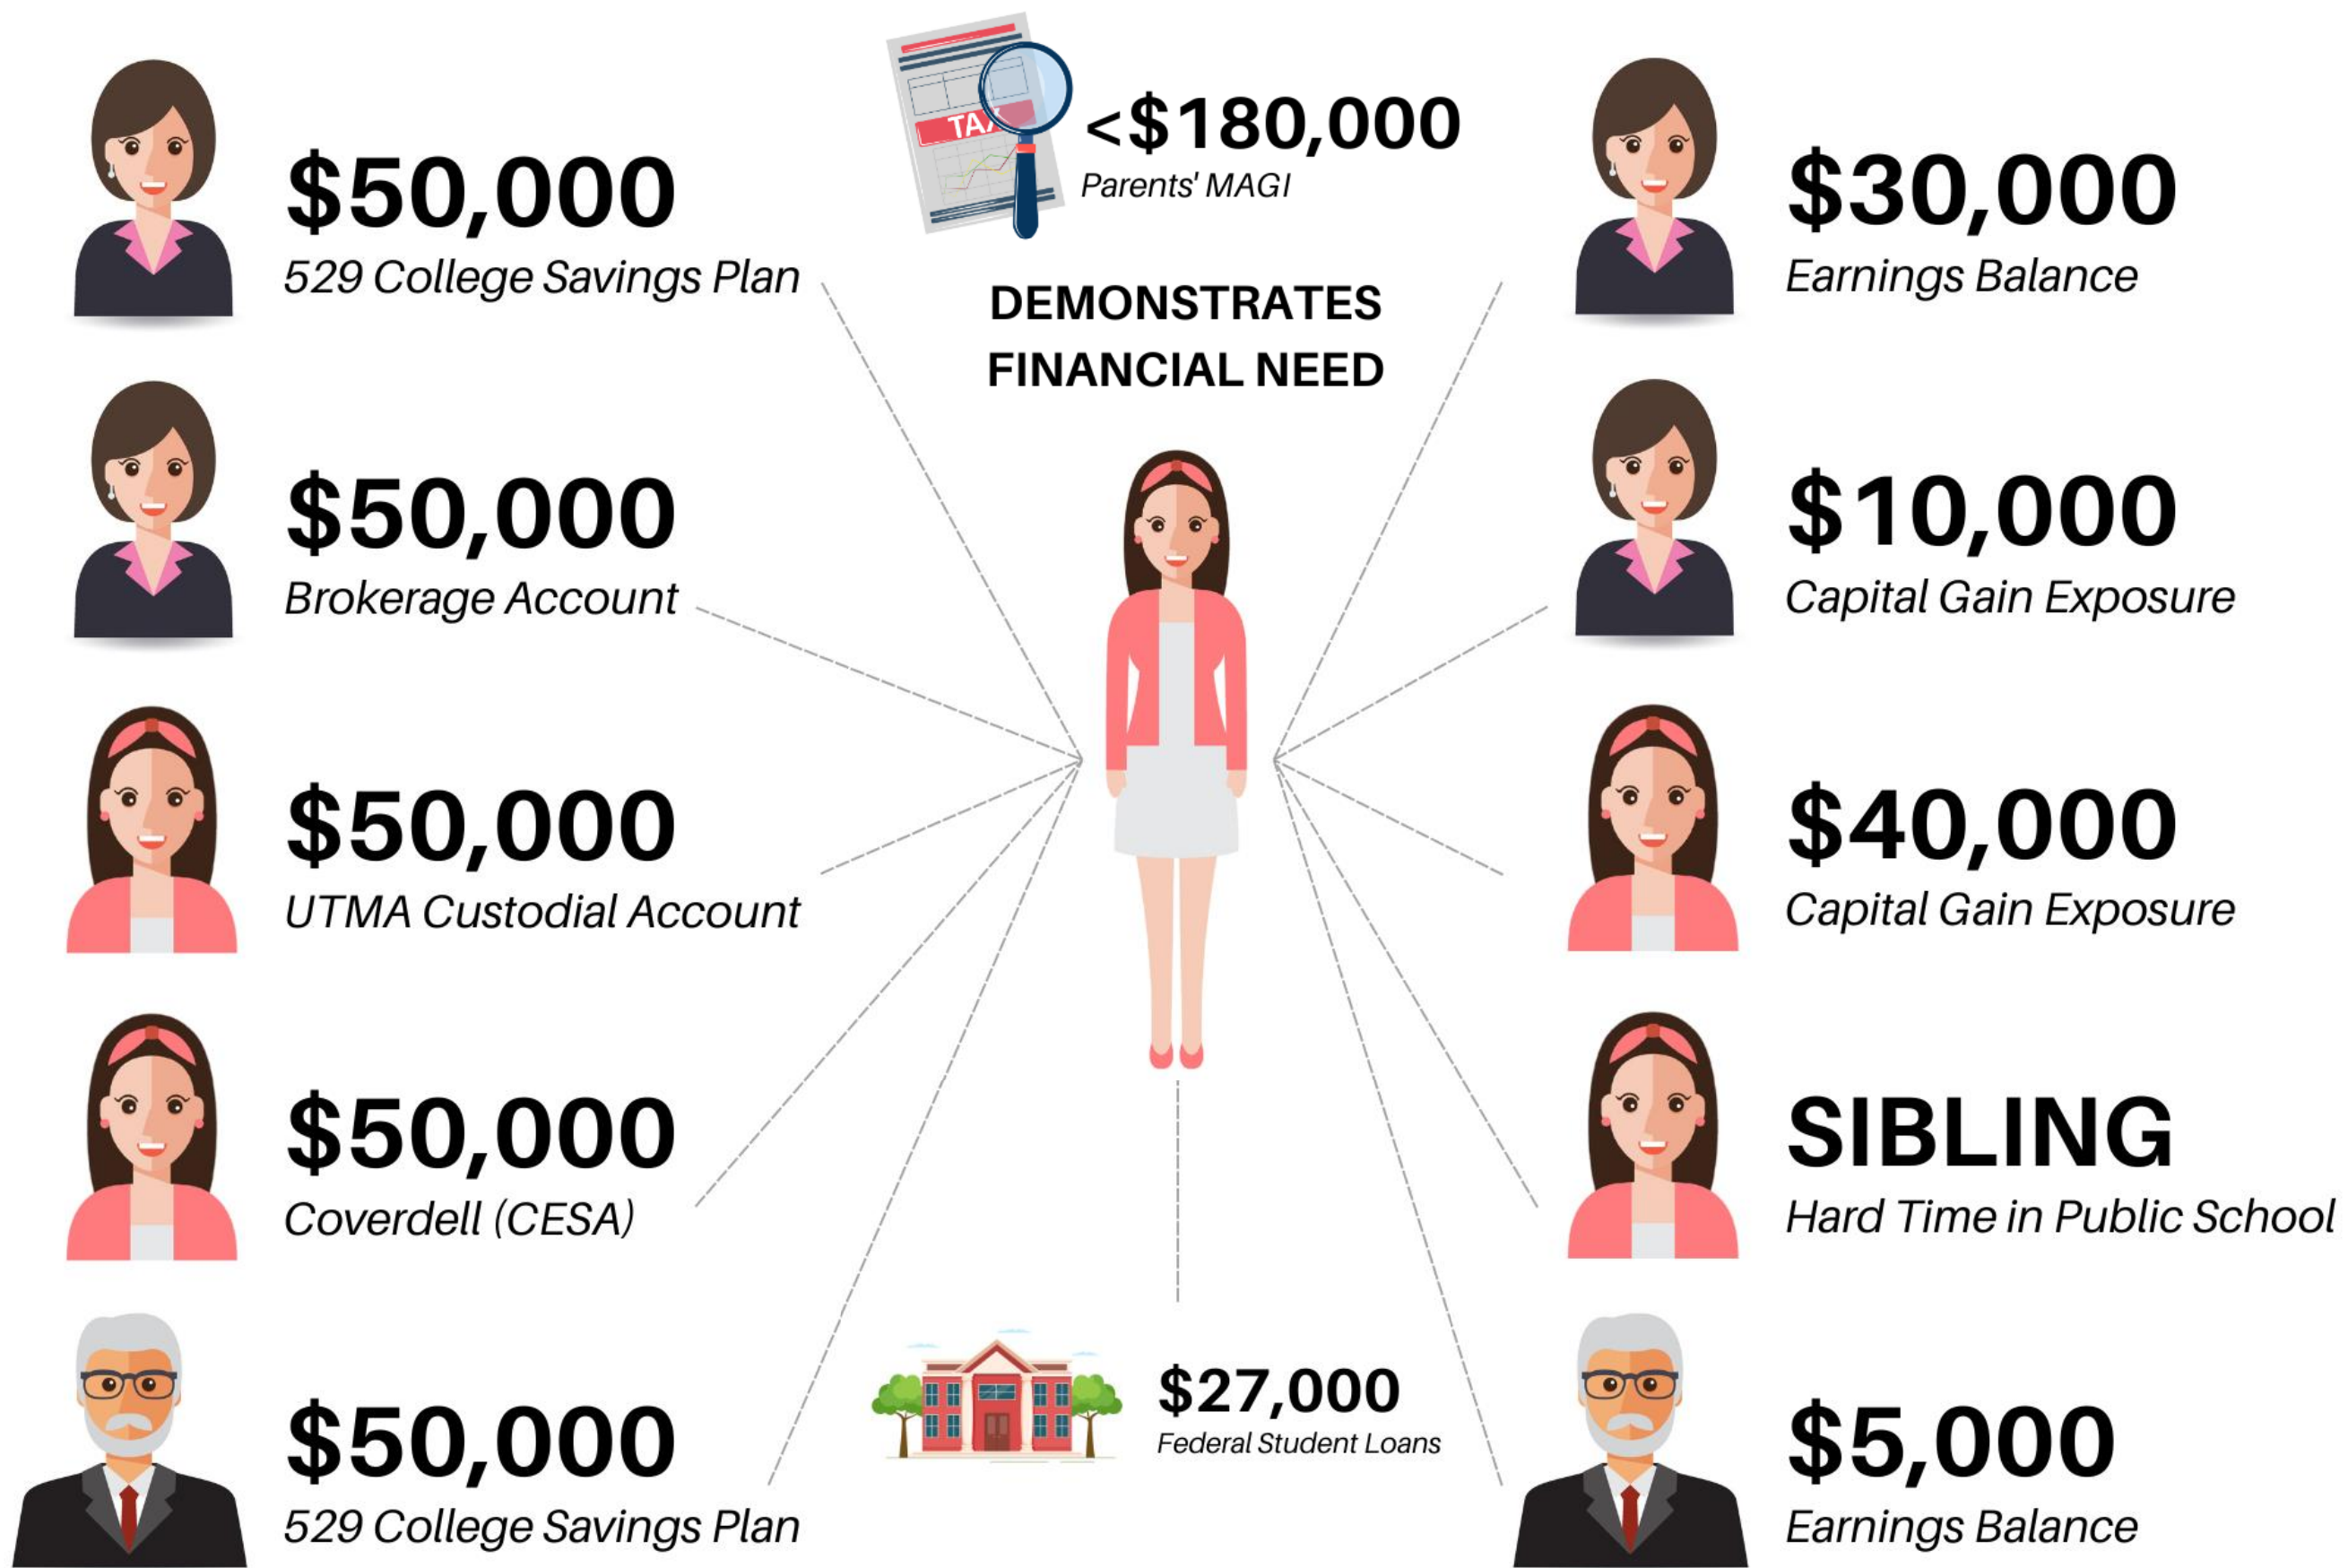 $50,000
529 College Savings Plan
$50,000
Brokerage Account
$50,000
UTMA Custodial Account
$50,000
Coverdell (CESA)
$50,000
529 College Savings Plan
TAX
<$180,000
Parents' MAGI
DEMONSTRATES
FINANCIAL NEED
$27,000
Federal Student Loans
$30,000
Earnings Balance
$10,000
Capital Gain Exposure
$40,000
Capital Gain Exposure
SIBLING
Hard Time in Public School
$5,000
Earnings Balance